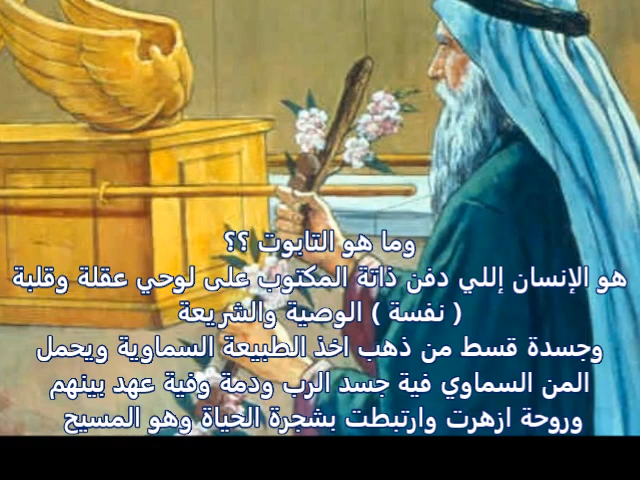 وما هو التابوت ؟؟
هو الإنسان إللي دفن ذاتة المكتوب على لوحي عقلة وقلبة
( نفسة ) الوصية والشريعة
وجسدة قسط من ذهب اخذ الطبيعة السماوية ويحمل
المن السماوي فية جسد الرب ودمة وفية عهد بينهم
وروحة ازهرت وارتبطت بشجرة الحياة وهو المسيح